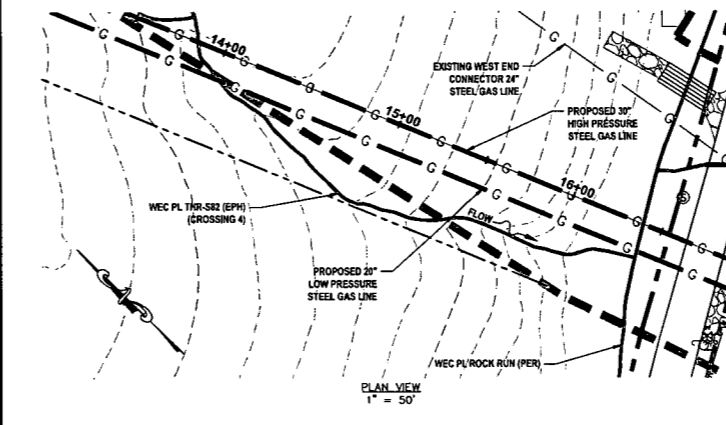 14+00
EXISTING WEST END
CONNECTOR 24"
STEEL GAS LINE
15+00
PROPOSED 30"
HIGH PRESSURE
STEEL GAS LINE
16+00
WEC PL TKR-S82 (EPH)
(CROSSING 4)
FLOW
PROPOSED 20"
LOW PRESSURE
STEEL GAS LINE
WEC PL ROCK RUN (PER)
PLAN VIEW
1" = 50'
G G G G G G G
G G G G G G G
G G G